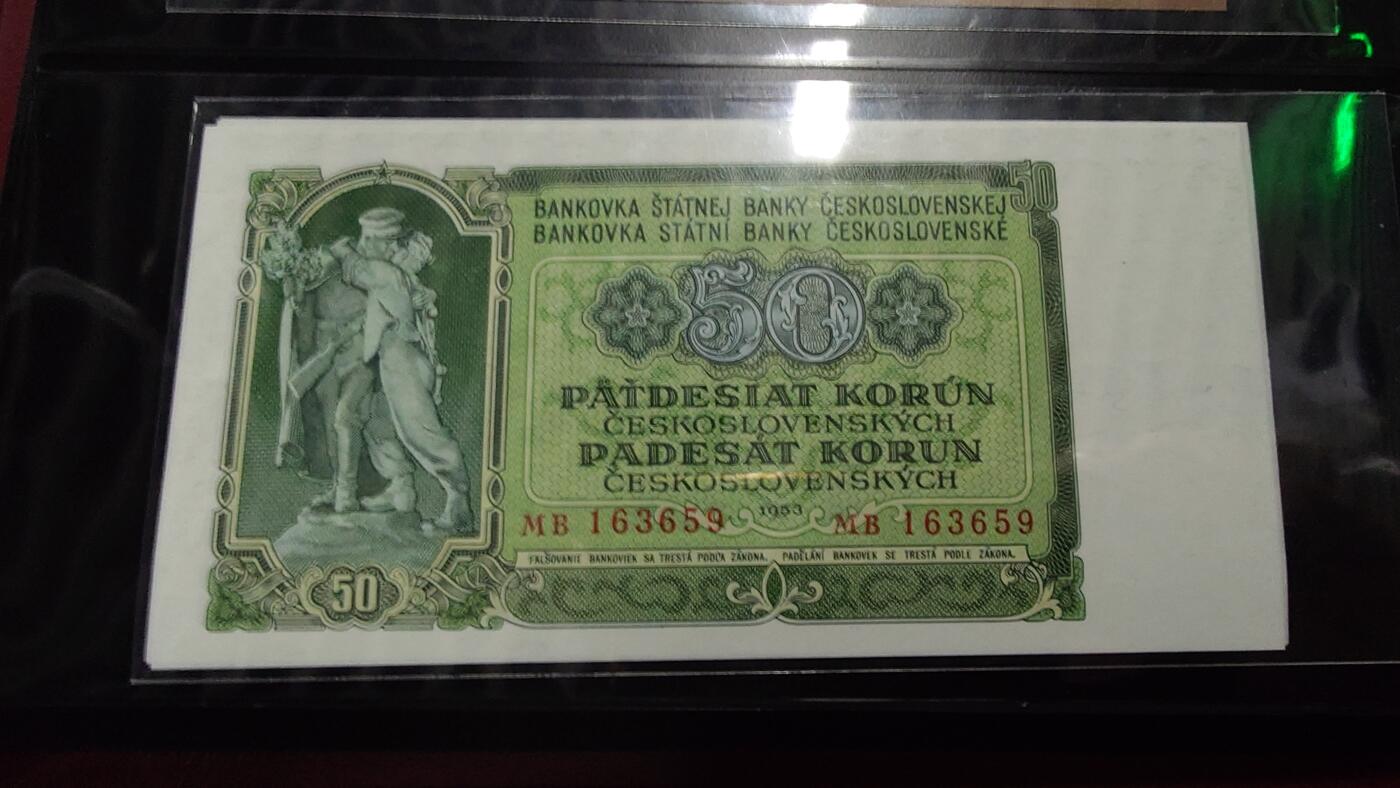 50
BANKOVKA ŠTÁTNEJ BANKY ČESKOSLOVENSKEJ
BANKOVKA STÁTNÍ BANKY ČESKOSLOVENSKÉ
50
PÄŤDESIAT KORÚN
ČESKOSLOVENSKÝCH
PADESÁT KORUN
ČESKOSLOVENSKÝCH
1953
MB 163659 MB 163659
FALŠOVANIE BANKOVIEK SA TRESTÁ PODĽA ZÁKONA. PADĚLÁNÍ BANKOVEK SE TRESTÁ PODLE ZÁKONA.
50